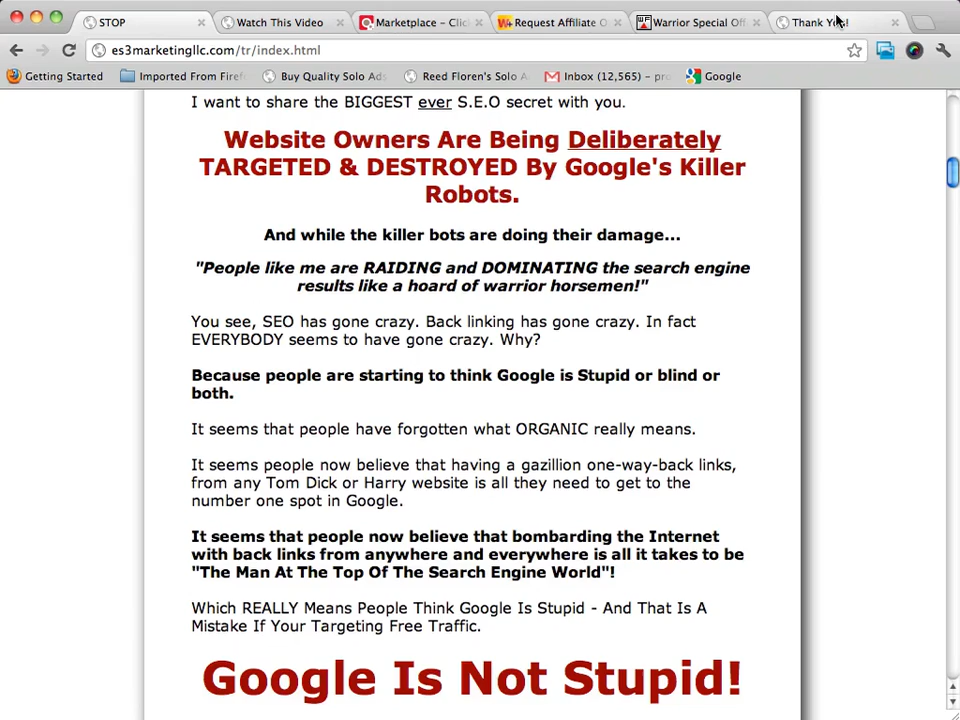 STOP
Watch This Video
Marketplace - Clic
Request Affiliate O
Warrior Special Off
Thank You!
es3marketingllc.com/tr/index.html
Getting Started
Imported From Firef
Buy Quality Solo Ads
Reed Floren's Solo A
Inbox (12,565) - pro
Google
I want to share the BIGGEST ever S.E.O secret with you.
Website Owners Are Being Deliberately
TARGETED & DESTROYED By Google's Killer
Robots.
And while the killer bots are doing their damage...
"People like me are RAIDING and DOMINATING the search engine
results like a hoard of warrior horsemen!"
You see, SEO has gone crazy. Back linking has gone crazy. In fact
EVERYBODY seems to have gone crazy. Why?
Because people are starting to think Google is Stupid or blind or
both.
It seems that people have forgotten what ORGANIC really means.
It seems people now believe that having a gazillion one-way-back links,
from any Tom Dick or Harry website is all they need to get to the
number one spot in Google.
It seems that people now believe that bombarding the Internet
with back links from anywhere and everywhere is all it takes to be
"The Man At The Top Of The Search Engine World"!
Which REALLY Means People Think Google Is Stupid - And That Is A
Mistake If Your Targeting Free Traffic.
Google Is Not Stupid!